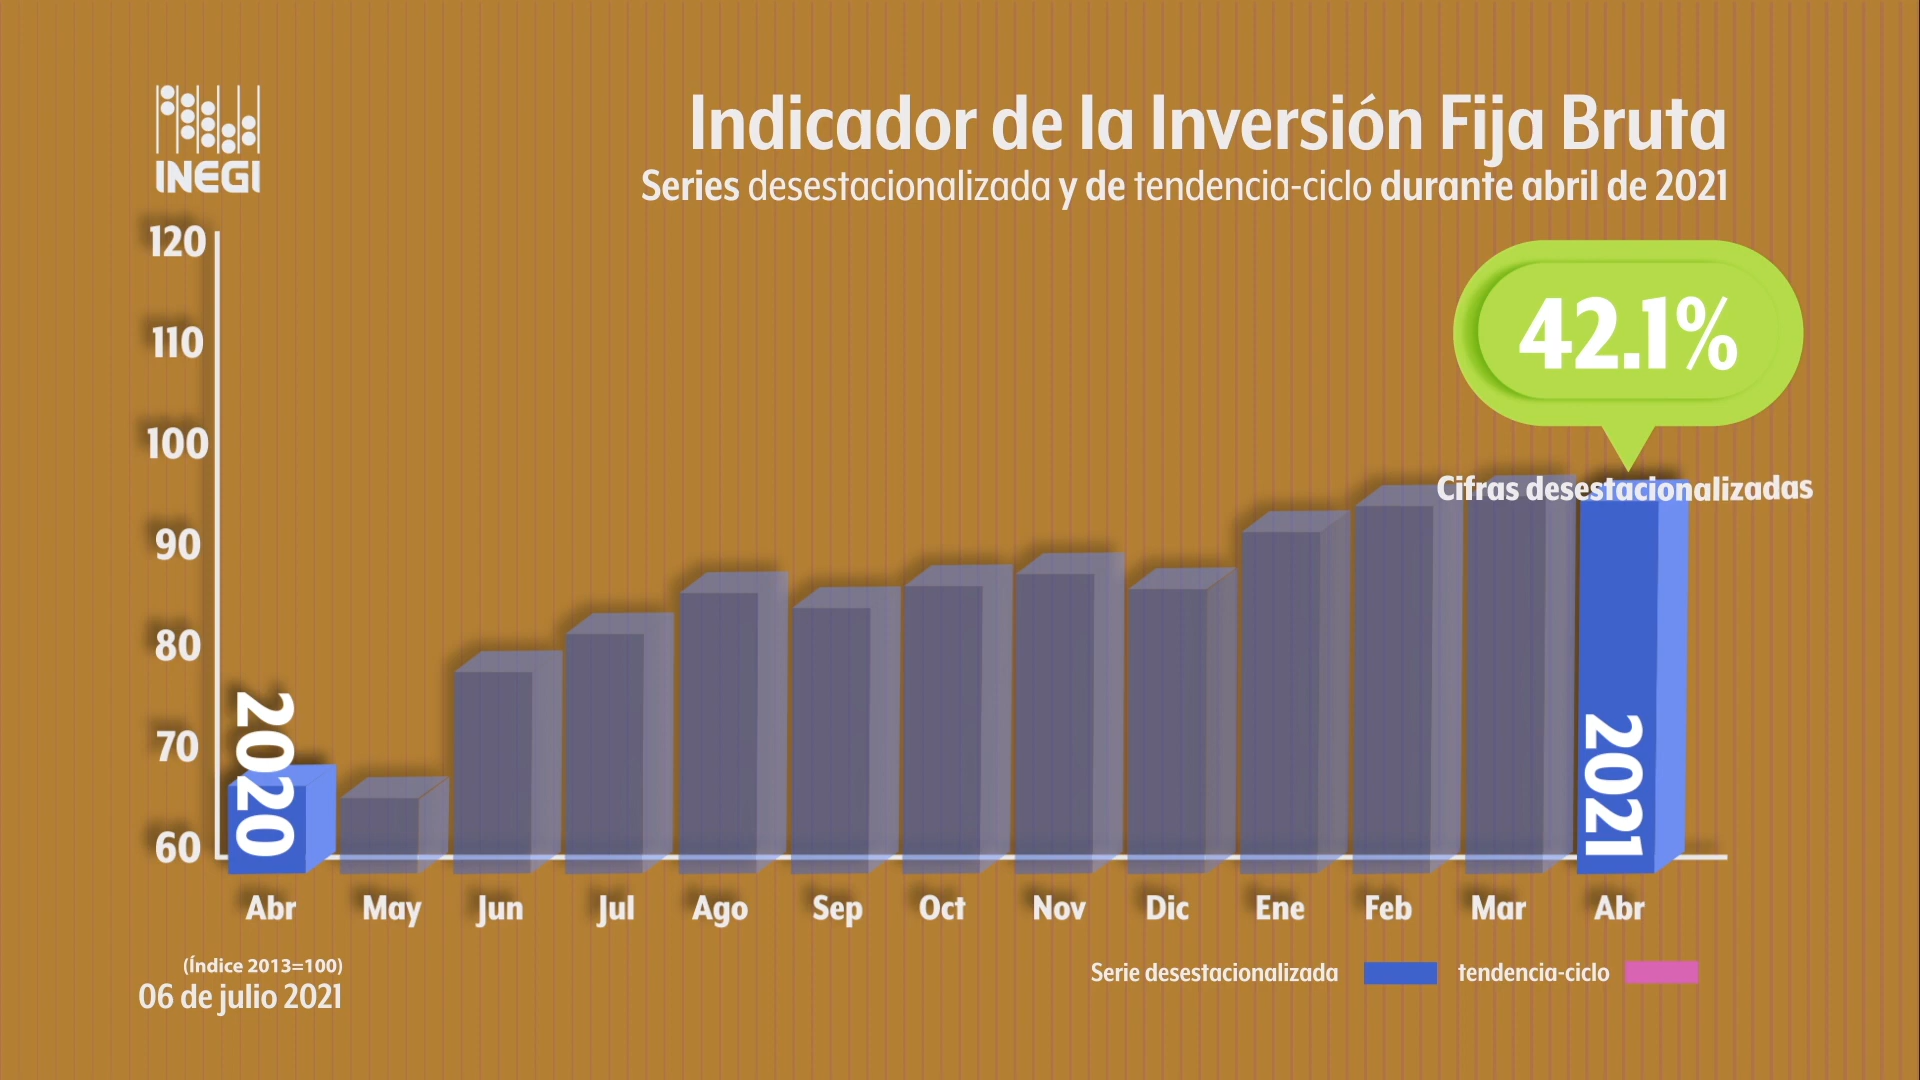 INEGI
Indicador de la Inversión Fija Bruta
Series desestacionalizada y de tendencia-ciclo durante abril de 2021
120
110
100
90
80
70
60
42.1%
Cifras desestacionalizadas
2020
2021
Abr May Jun Jul Ago Sep Oct Nov Dic Ene Feb Mar Abr
(Índice 2013=100)
06 de julio 2021
Serie desestacionalizada tendencia-ciclo